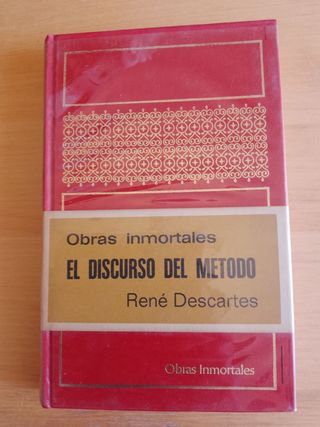 Obras inmortales
EL DISCURSO DEL METODO
René Descartes
Obras Inmortales